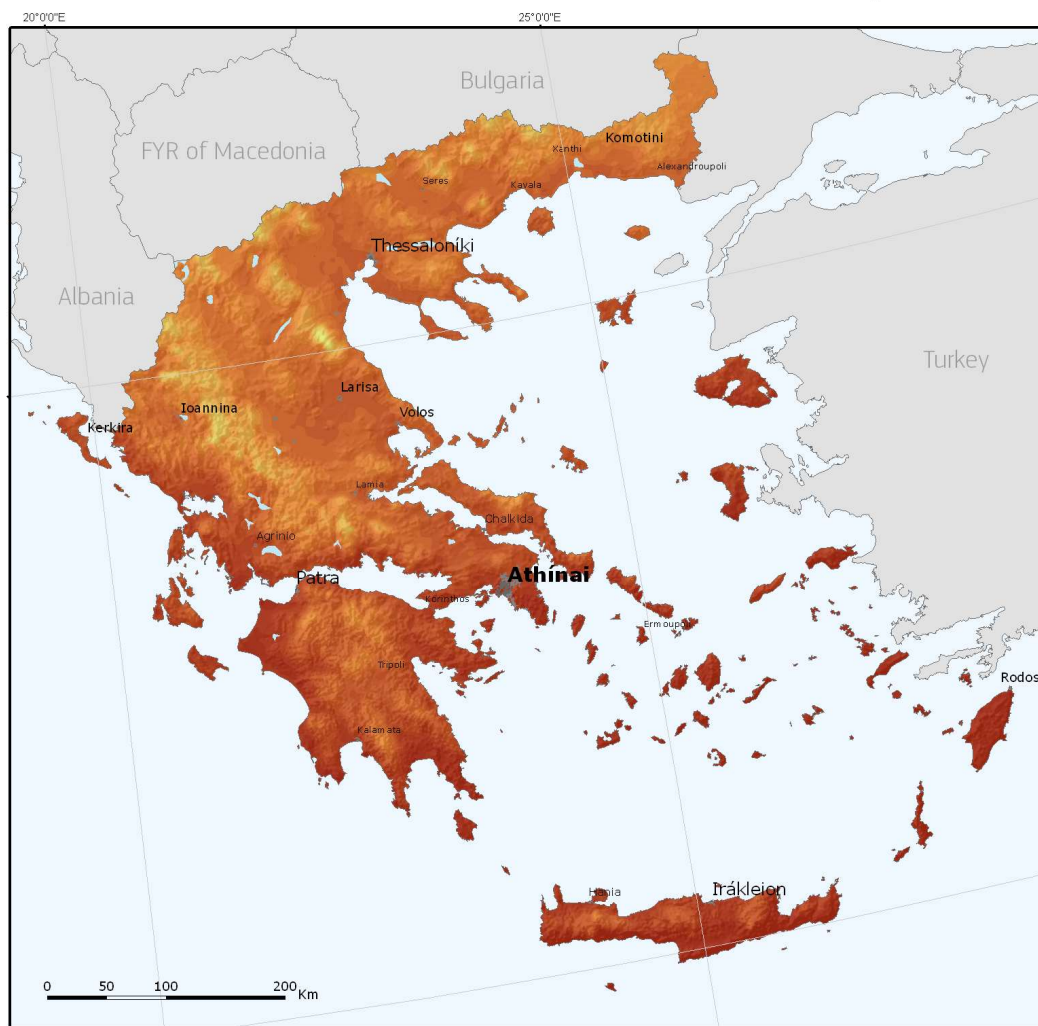 20°0'0"E
25°0'0"E
Bulgaria
FYR of Macedonia
Komotini
Xanthi
Alexandroupoli
Seres
Kavala
Thessaloníki
Albania
Turkey
Larisa
Ioannina
Volos
Kerkira
Lamia
Chalkida
Agrinio
Athínai
Patra
Korinthos
Ermoupoli
Tripoli
Rodos
Kalamata
Hania
Irákleion
0 50 100 200
Km